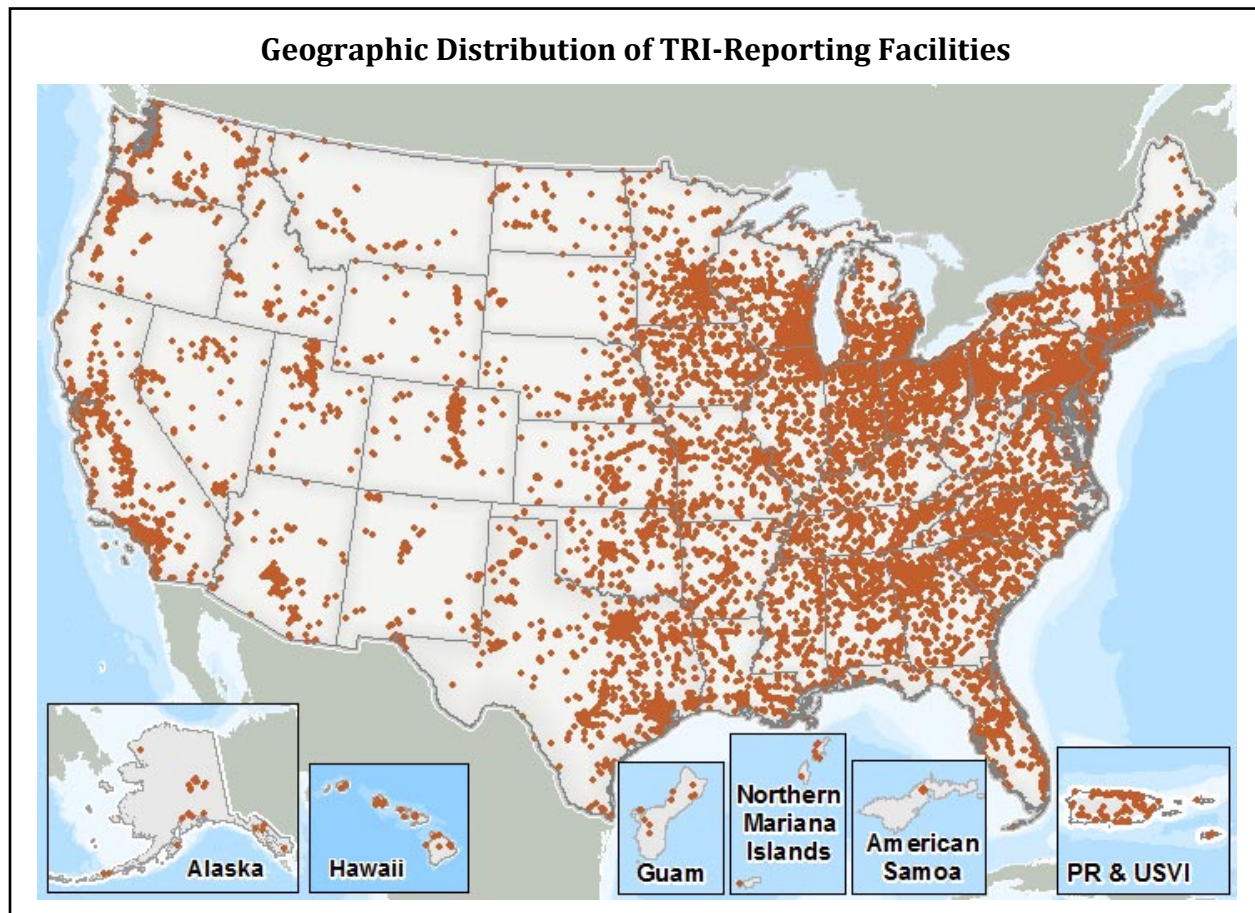 Geographic Distribution of TRI-Reporting Facilities
Alaska
Hawaii
Guam
Northern
Mariana
Islands
American
Samoa
PR & USVI